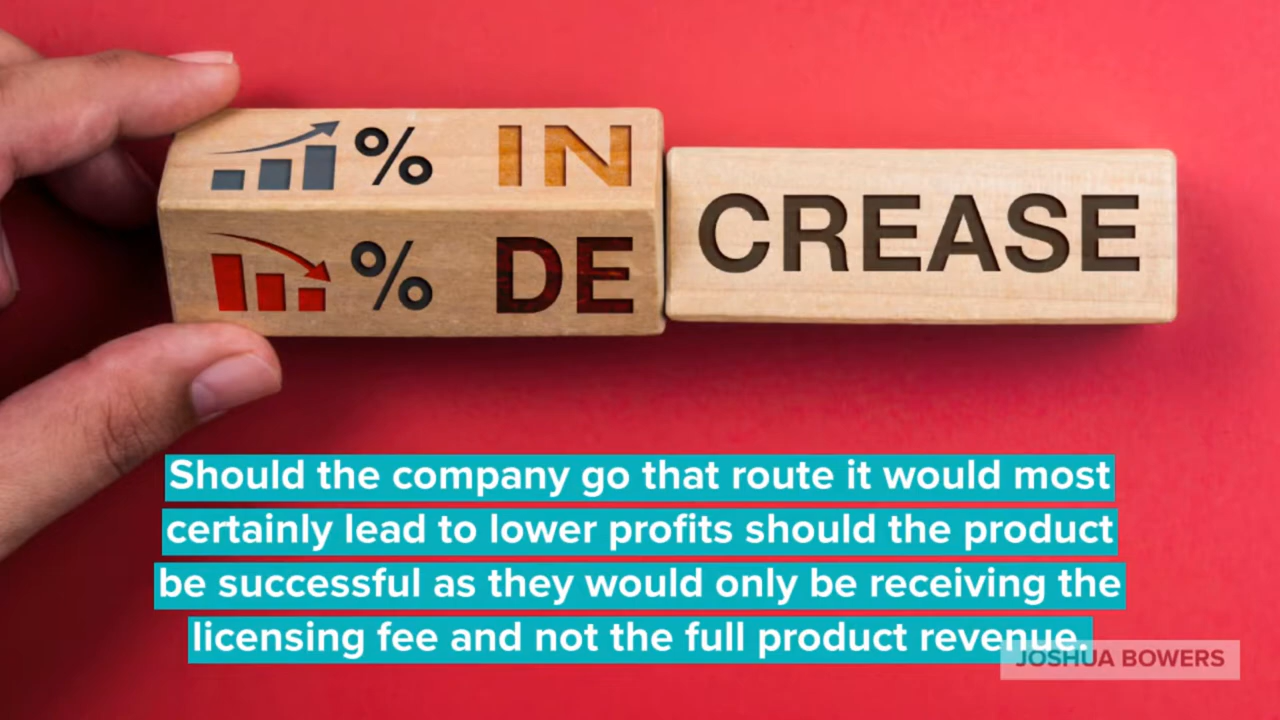 % IN
% DE
CREASE
Should the company go that route it would most
certainly lead to lower profits should the product
be successful as they would only be receiving the
licensing fee and not the full product revenue.
JOSHUA BOWERS